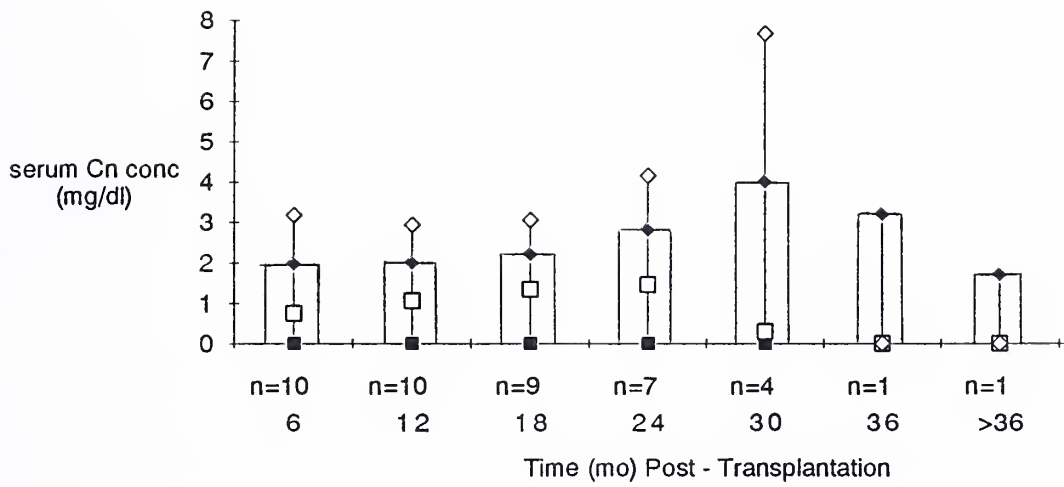 8
7
6
5
4
3
2
1
0
serum Cn conc
(mg/dl)
n=10 n=10 n=9 n=7 n=4 n=1 n=1
6 12 18 24 30 36 >36
Time (mo) Post - Transplantation